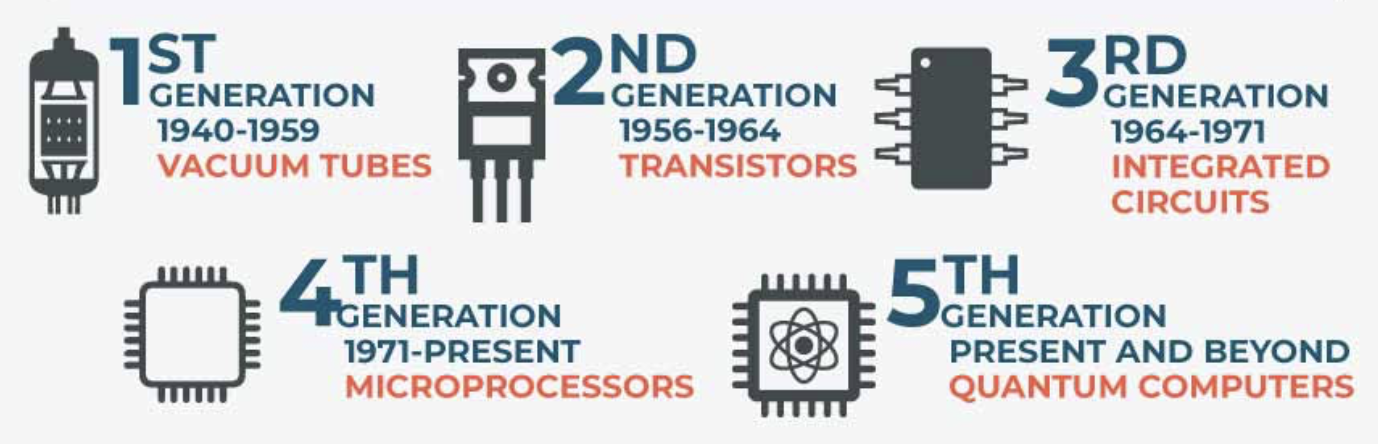 1ST
GENERATION
1940-1959
VACUUM TUBES
2ND
GENERATION
1956-1964
TRANSISTORS
3RD
GENERATION
1964-1971
INTEGRATED
CIRCUITS
4TH
GENERATION
1971-PRESENT
MICROPROCESSORS
5TH
GENERATION
PRESENT AND BEYOND
QUANTUM COMPUTERS